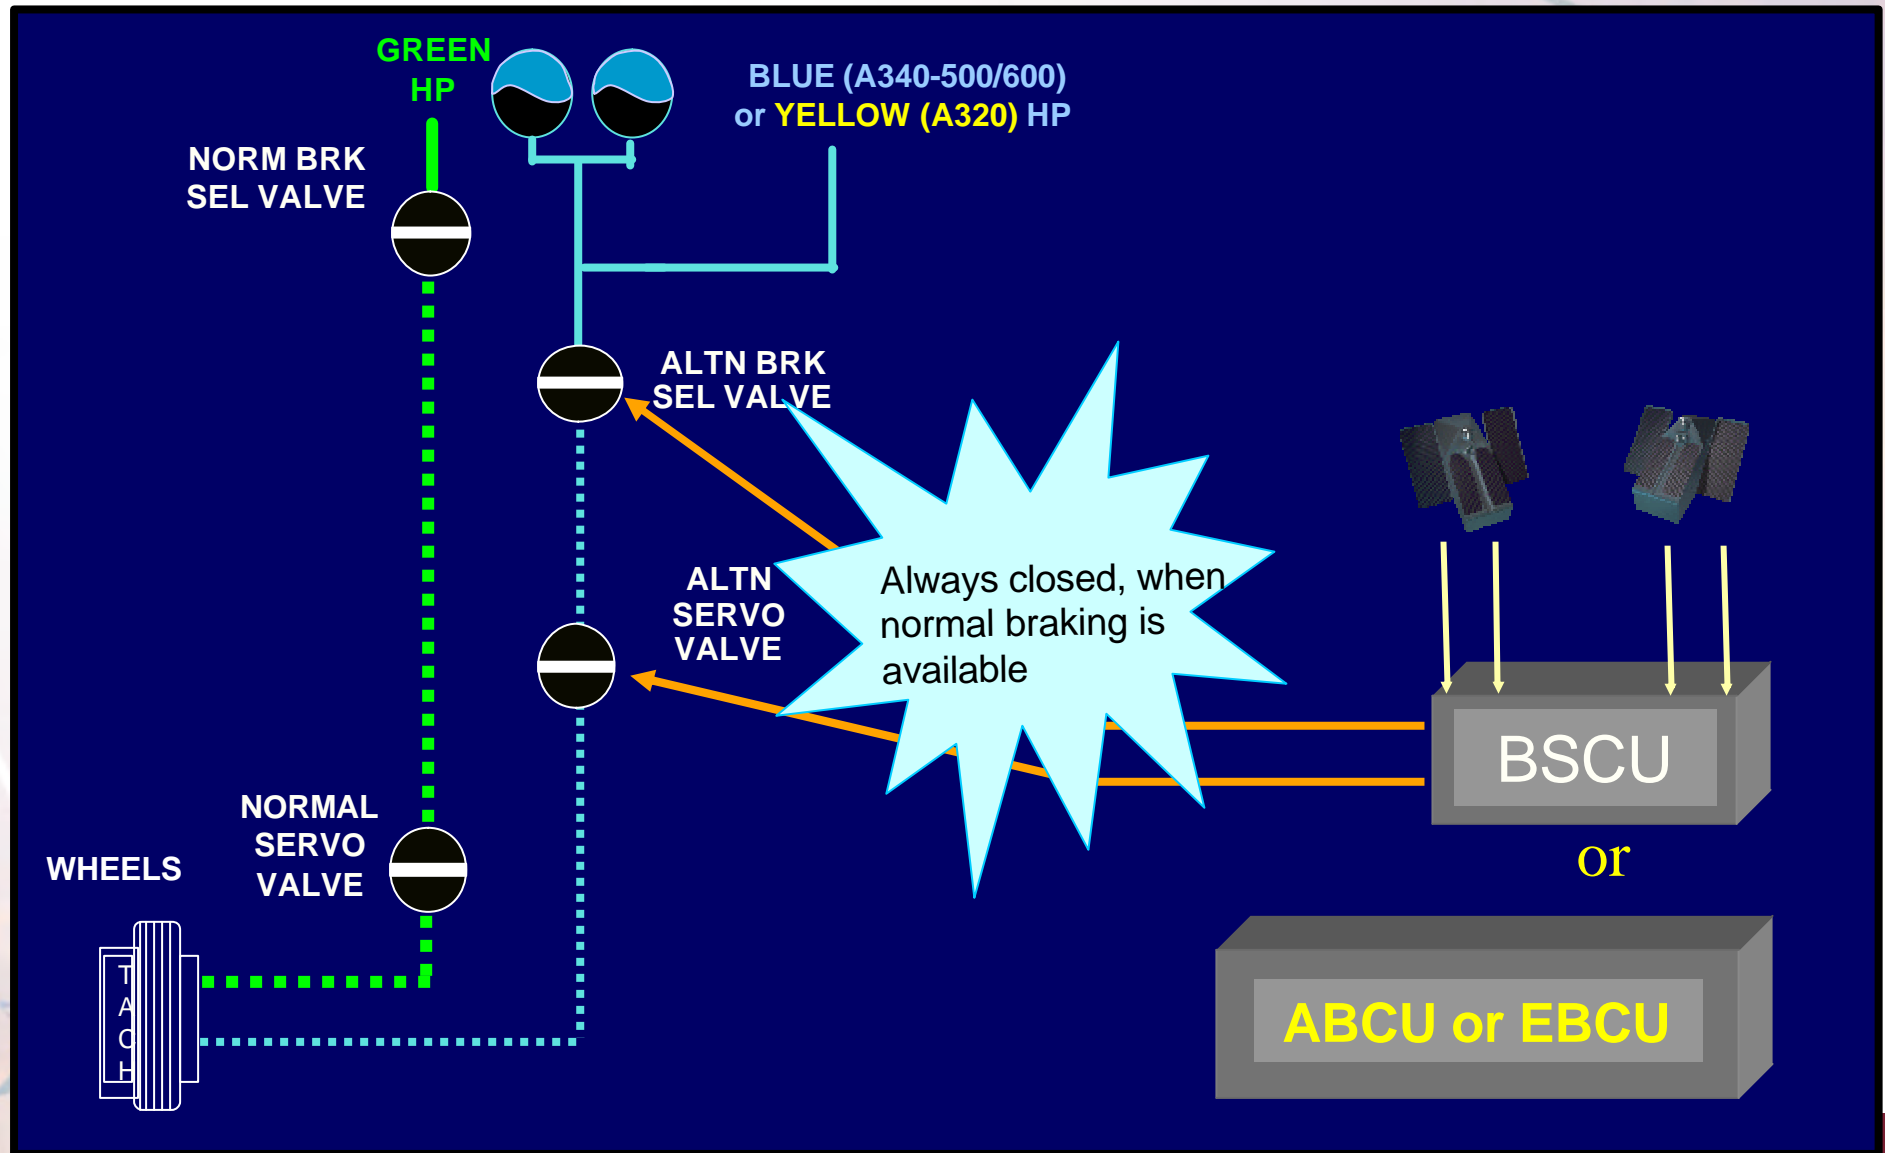 GREEN
HP
BLUE (A340-500/600)
or YELLOW (A320) HP
NORM BRK
SEL VALVE
ALTN BRK
SEL VALVE
ALTN
SERVO
VALVE
Always closed, when
normal braking is
available
BSCU
or
NORMAL
SERVO
VALVE
WHEELS
T
A
C
H
ABCU or EBCU